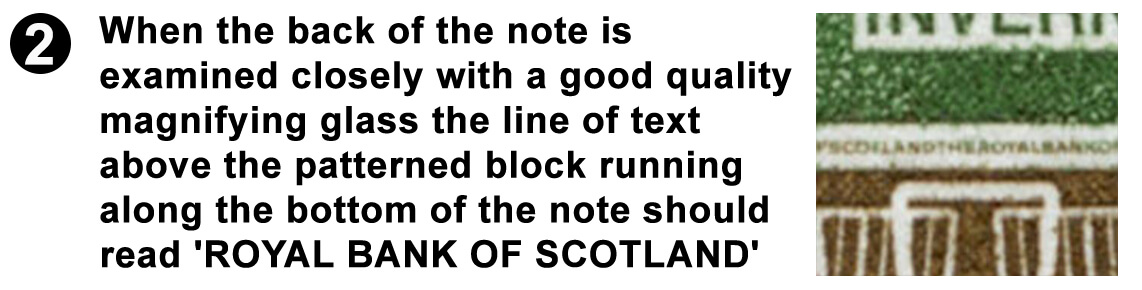 2
When the back of the note is
examined closely with a good quality
magnifying glass the line of text
above the patterned block running
along the bottom of the note should
read 'ROYAL BANK OF SCOTLAND'
FSCOTLANDTHEROYALBANKOF